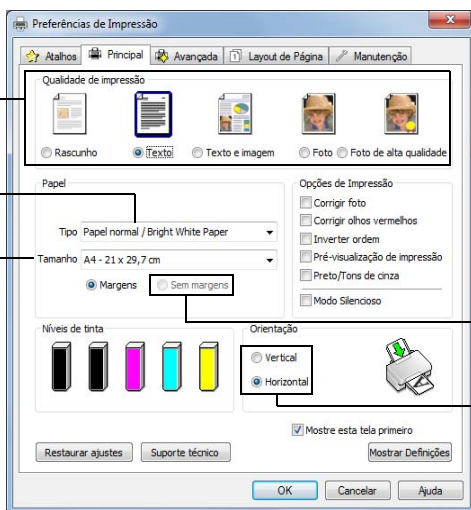 Preferências de Impressão
Atalhos Principal Avançada Layout de Página Manutenção
Qualidade de impressão
Rascunho Texto Texto e imagem Foto Foto de alta qualidade
Papel
Tipo Papel normal / Bright White Paper
Tamanho A4 - 21 x 29,7 cm
Margens Sem margens
Opções de Impressão
Corrigir foto
Corrigir olhos vermelhos
Inverter ordem
Pré-visualização de impressão
Preto/Tons de cinza
Modo Silencioso
Níveis de tinta
Orientação
Vertical
Horizontal
Mostre esta tela primeiro
Restaurar ajustes Suporte técnico Mostrar Definições
OK Cancelar Ajuda